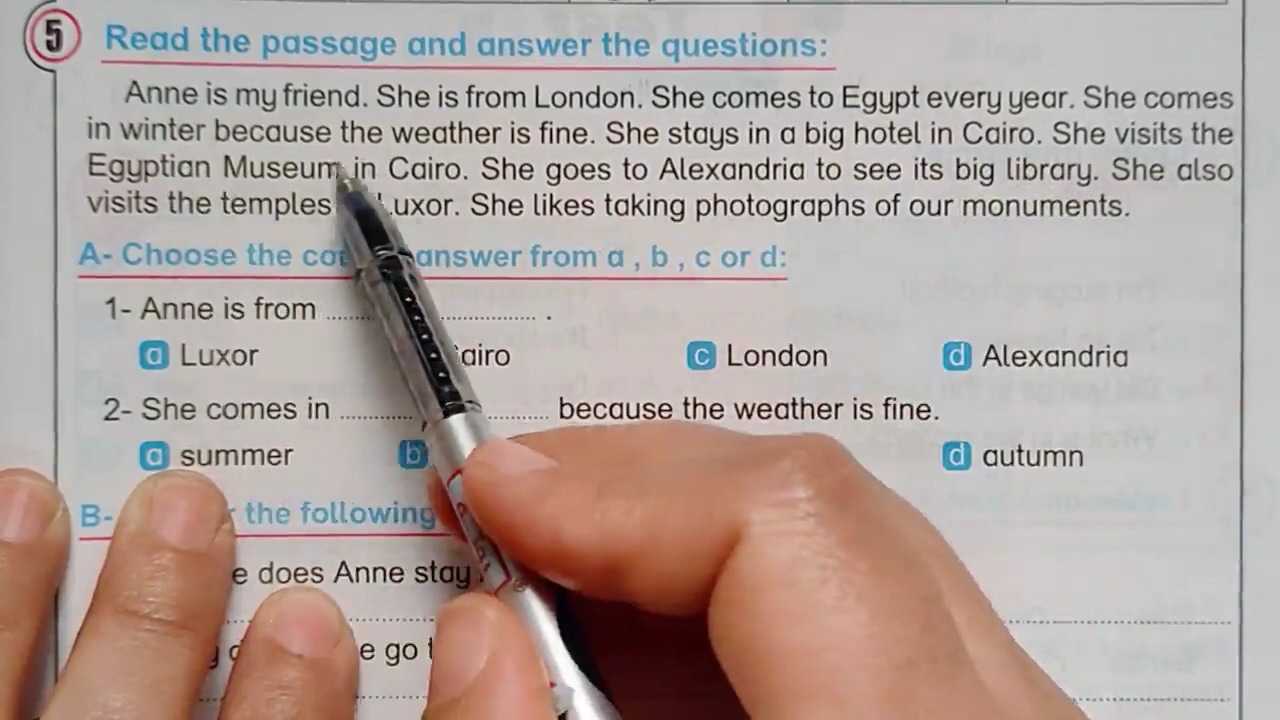 5 Read the passage and answer the questions:
Anne is my friend. She is from London. She comes to Egypt every year. She comes
in winter because the weather is fine. She stays in a big hotel in Cairo. She visits the
Egyptian Museum in Cairo. She goes to Alexandria to see its big library. She also
visits the temples Luxor. She likes taking photographs of our monuments.
A- Choose the answer from a , b , c or d:
1- Anne is from .................... .
a Luxor airo c London d Alexandria
2- She comes in .................... because the weather is fine.
a summer b d autumn
B- the following
e does Anne stay
e go